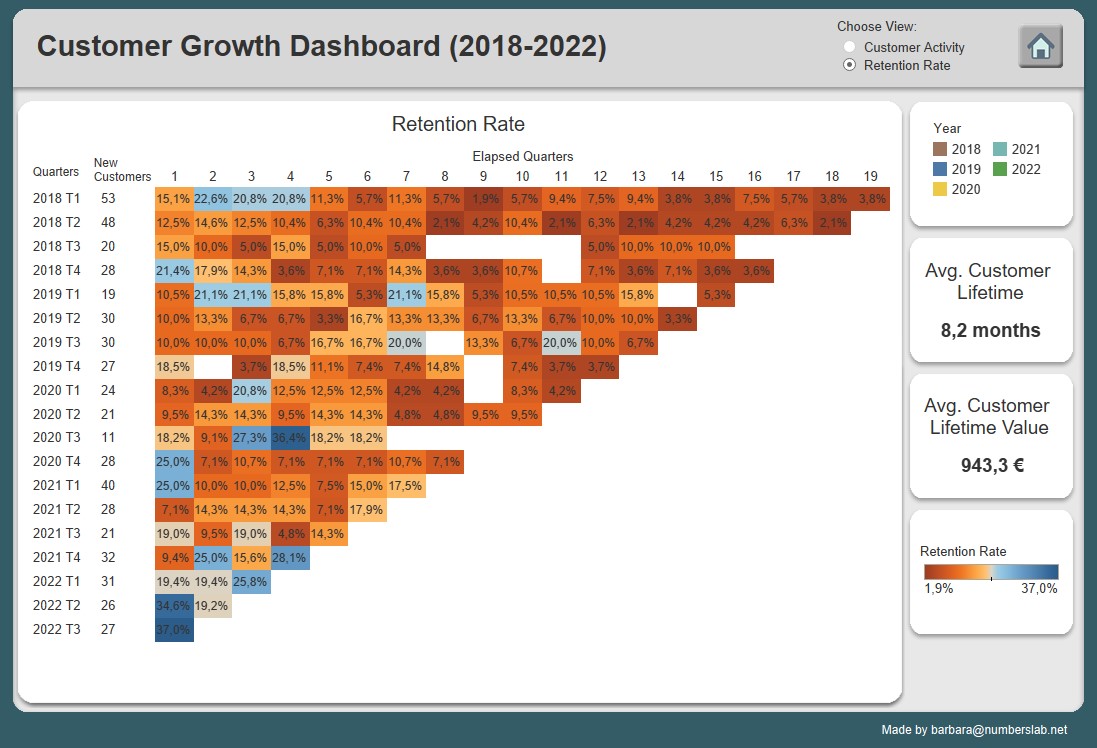 Customer Growth Dashboard (2018-2022)
Choose View:
Customer Activity
Retention Rate
Retention Rate
Elapsed Quarters
Quarters New Customers 1 2 3 4 5 6 7 8 9 10 11 12 13 14 15 16 17 18 19
2018 T1 53 15,1% 22,6% 20,8% 20,8% 11,3% 5,7% 11,3% 5,7% 1,9% 5,7% 9,4% 7,5% 9,4% 3,8% 3,8% 7,5% 5,7% 3,8% 3,8%
2018 T2 48 12,5% 14,6% 12,5% 10,4% 6,3% 10,4% 10,4% 2,1% 4,2% 10,4% 2,1% 6,3% 2,1% 4,2% 4,2% 4,2% 6,3% 2,1%
2018 T3 20 15,0% 10,0% 5,0% 15,0% 5,0% 10,0% 5,0% 5,0% 10,0% 10,0% 10,0%
2018 T4 28 21,4% 17,9% 14,3% 3,6% 7,1% 7,1% 14,3% 3,6% 3,6% 10,7% 7,1% 3,6% 7,1% 3,6% 3,6%
2019 T1 19 10,5% 21,1% 21,1% 15,8% 15,8% 5,3% 21,1% 15,8% 5,3% 10,5% 10,5% 10,5% 15,8% 5,3%
2019 T2 30 10,0% 13,3% 6,7% 6,7% 3,3% 16,7% 13,3% 13,3% 6,7% 13,3% 6,7% 10,0% 10,0% 3,3%
2019 T3 30 10,0% 10,0% 10,0% 6,7% 16,7% 16,7% 20,0% 13,3% 6,7% 20,0% 10,0% 6,7%
2019 T4 27 18,5% 3,7% 18,5% 11,1% 7,4% 7,4% 14,8% 7,4% 3,7% 3,7%
2020 T1 24 8,3% 4,2% 20,8% 12,5% 12,5% 12,5% 4,2% 4,2% 8,3% 4,2%
2020 T2 21 9,5% 14,3% 14,3% 9,5% 14,3% 14,3% 4,8% 4,8% 9,5% 9,5%
2020 T3 11 18,2% 9,1% 27,3% 36,4% 18,2% 18,2%
2020 T4 28 25,0% 7,1% 10,7% 7,1% 7,1% 7,1% 10,7% 7,1%
2021 T1 40 25,0% 10,0% 10,0% 12,5% 7,5% 15,0% 17,5%
2021 T2 28 7,1% 14,3% 14,3% 14,3% 7,1% 17,9%
2021 T3 21 19,0% 9,5% 19,0% 4,8% 14,3%
2021 T4 32 9,4% 25,0% 15,6% 28,1%
2022 T1 31 19,4% 19,4% 25,8%
2022 T2 26 34,6% 19,2%
2022 T3 27 37,0%
Year
2018 2021
2019 2022
2020
Avg. Customer
Lifetime
8,2 months
Avg. Customer
Lifetime Value
943,3 €
Retention Rate
1,9% 37,0%
Made by barbara@numberslab.net